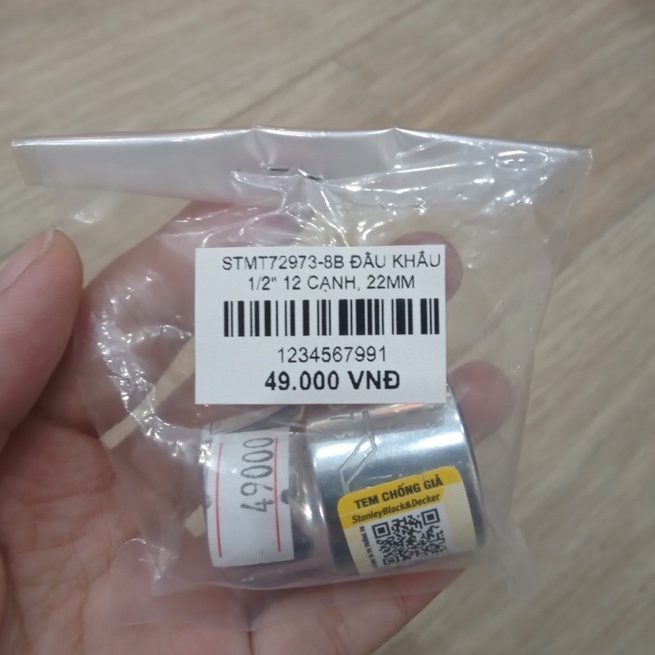 STMT72973-8B ĐẦU KHẨU
1/2" 12 CẠNH, 22MM
1234567991
49.000 VNĐ
49000
TEM CHỐNG GIẢ
StanleyBlack&Decker